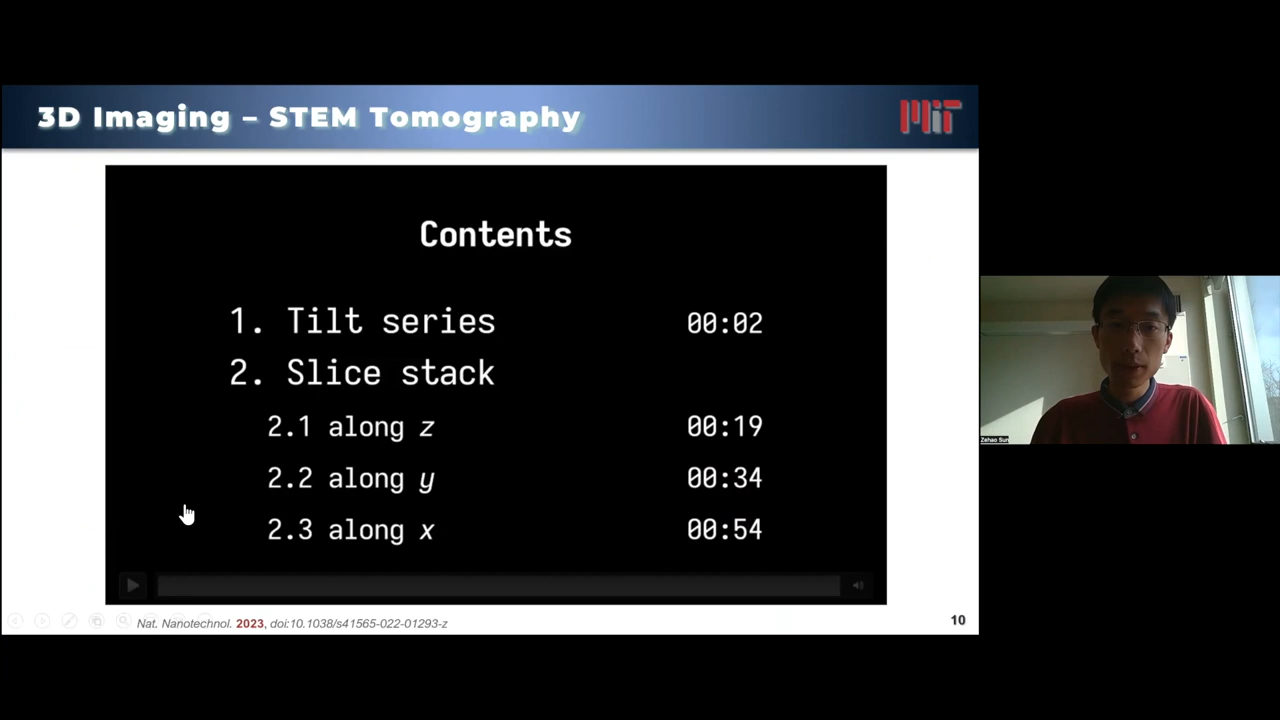 3D Imaging – STEM Tomography
MIT
Contents
1. Tilt series 00:02
2. Slice stack
2.1 along z 00:19
2.2 along y 00:34
2.3 along x 00:54
Zehao Sun
Nat. Nanotechnol. 2023, doi:10.1038/s41565-022-01293-z
10